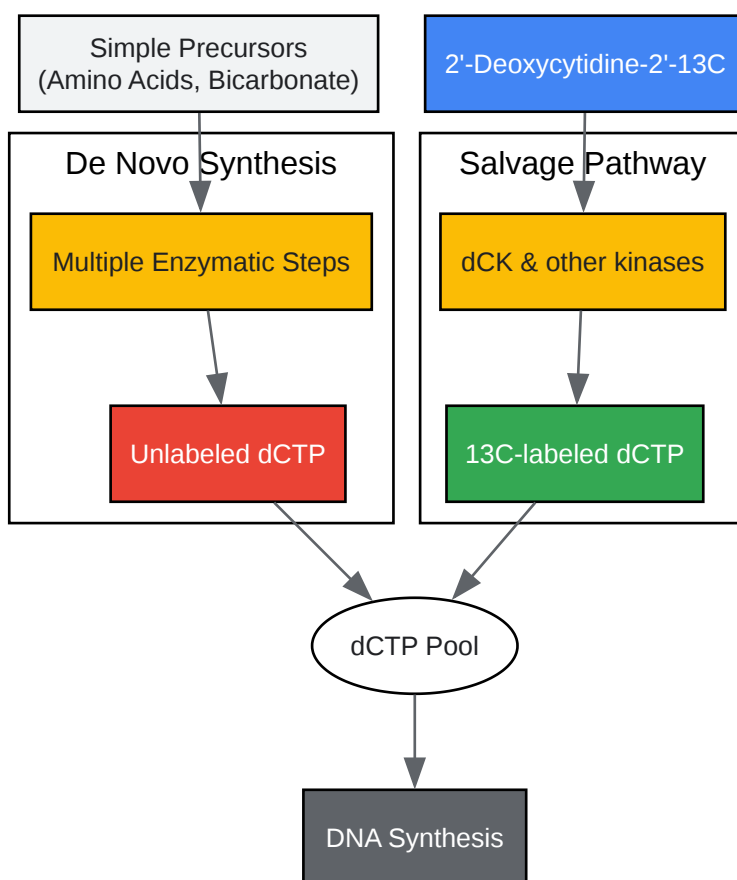 Simple Precursors
(Amino Acids, Bicarbonate)
2'-Deoxycytidine-2'-13C
De Novo Synthesis
Salvage Pathway
Multiple Enzymatic Steps
dCK & other kinases
Unlabeled dCTP
13C-labeled dCTP
dCTP Pool
DNA Synthesis